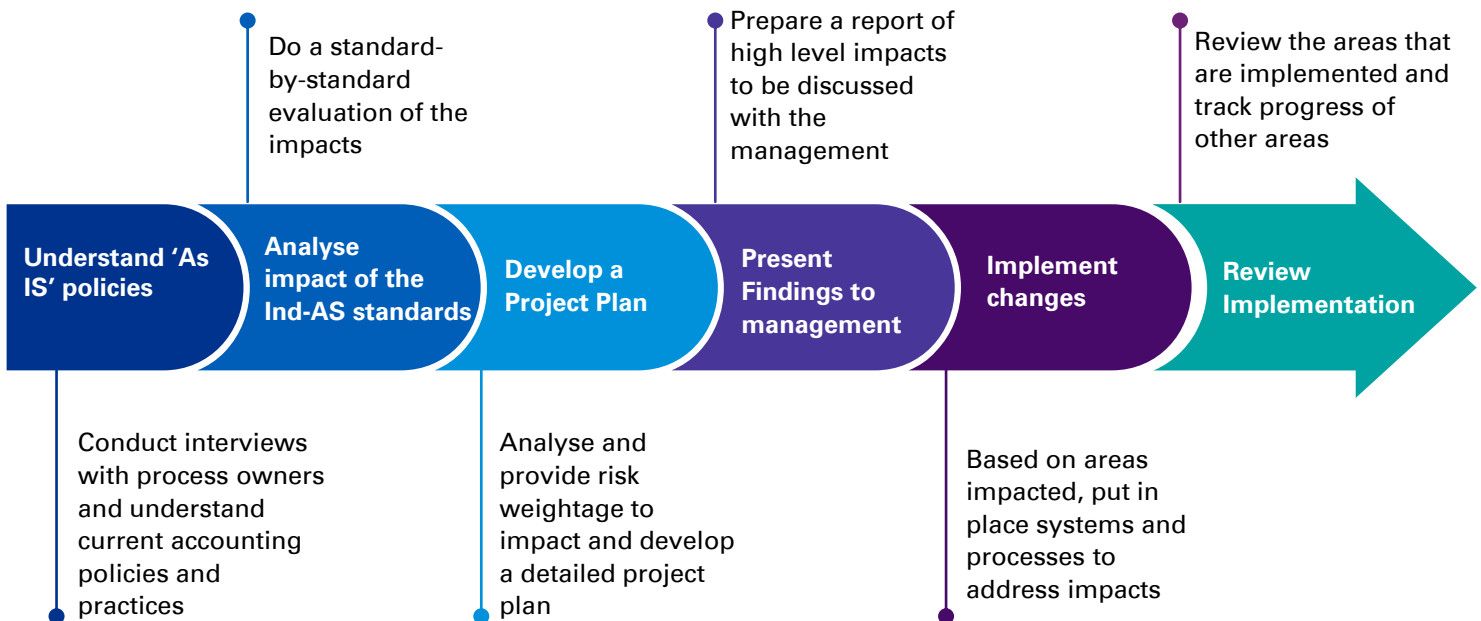 Do a standard-
by-standard
evaluation of the
impacts
Prepare a report of
high level impacts
to be discussed
with the
management
Review the areas that
are implemented and
track progress of
other areas
Understand ‘As
IS’ policies
Analyse
impact of the
Ind-AS standards
Develop a
Project Plan
Present
Findings to
management
Implement
changes
Review
Implementation
Conduct interviews
with process owners
and understand
current accounting
policies and
practices
Analyse and
provide risk
weightage to
impact and develop
a detailed project
plan
Based on areas
impacted, put in
place systems and
processes to
address impacts